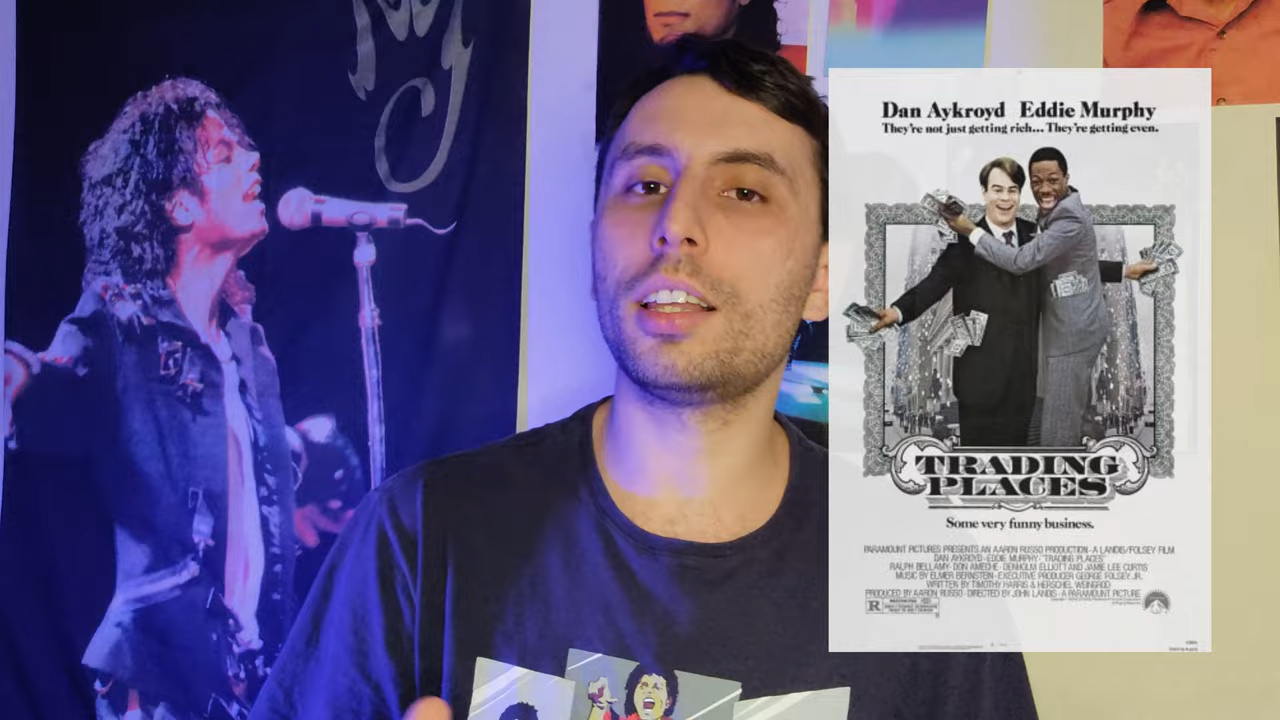 Dan Aykroyd Eddie Murphy
They're not just getting rich... They're getting even.
TRADING
PLACES
Some very funny business.
PARAMOUNT PICTURES PRESENTS AN AARON RUSSO PRODUCTION · A LANDIS/FOLSEY FILM
DAN AYKROYD · EDDIE MURPHY · "TRADING PLACES"
RALPH BELLAMY · DON AMECHE · DENHOLM ELLIOTT AND JAMIE LEE CURTIS
MUSIC BY ELMER BERNSTEIN · EXECUTIVE PRODUCER GEORGE FOLSEY, JR.
WRITTEN BY TIMOTHY HARRIS & HERSCHEL WEINGROD
PRODUCED BY AARON RUSSO · DIRECTED BY JOHN LANDIS · A PARAMOUNT PICTURE
R